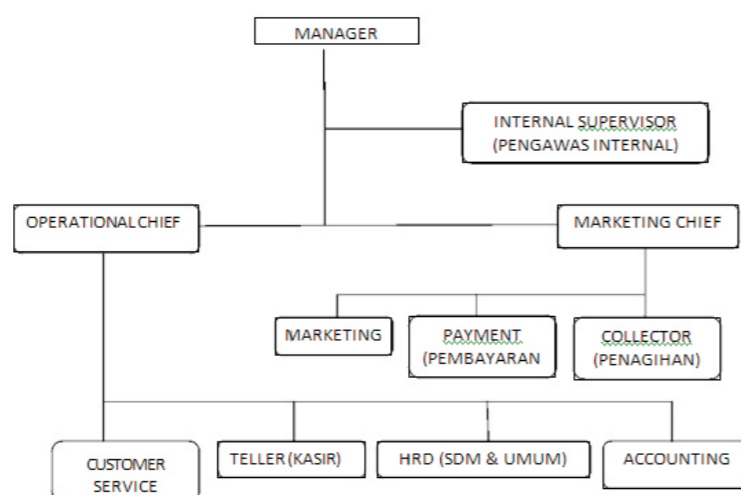 MANAGER
INTERNAL SUPERVISOR
(PENGAWAS INTERNAL)
OPERATIONAL CHIEF
MARKETING CHIEF
MARKETING
PAYMENT
(PEMBAYARAN
COLLECTOR
(PENAGIHAN)
CUSTOMER
SERVICE
TELLER (KASIR)
HRD (SDM & UMUM)
ACCOUNTING